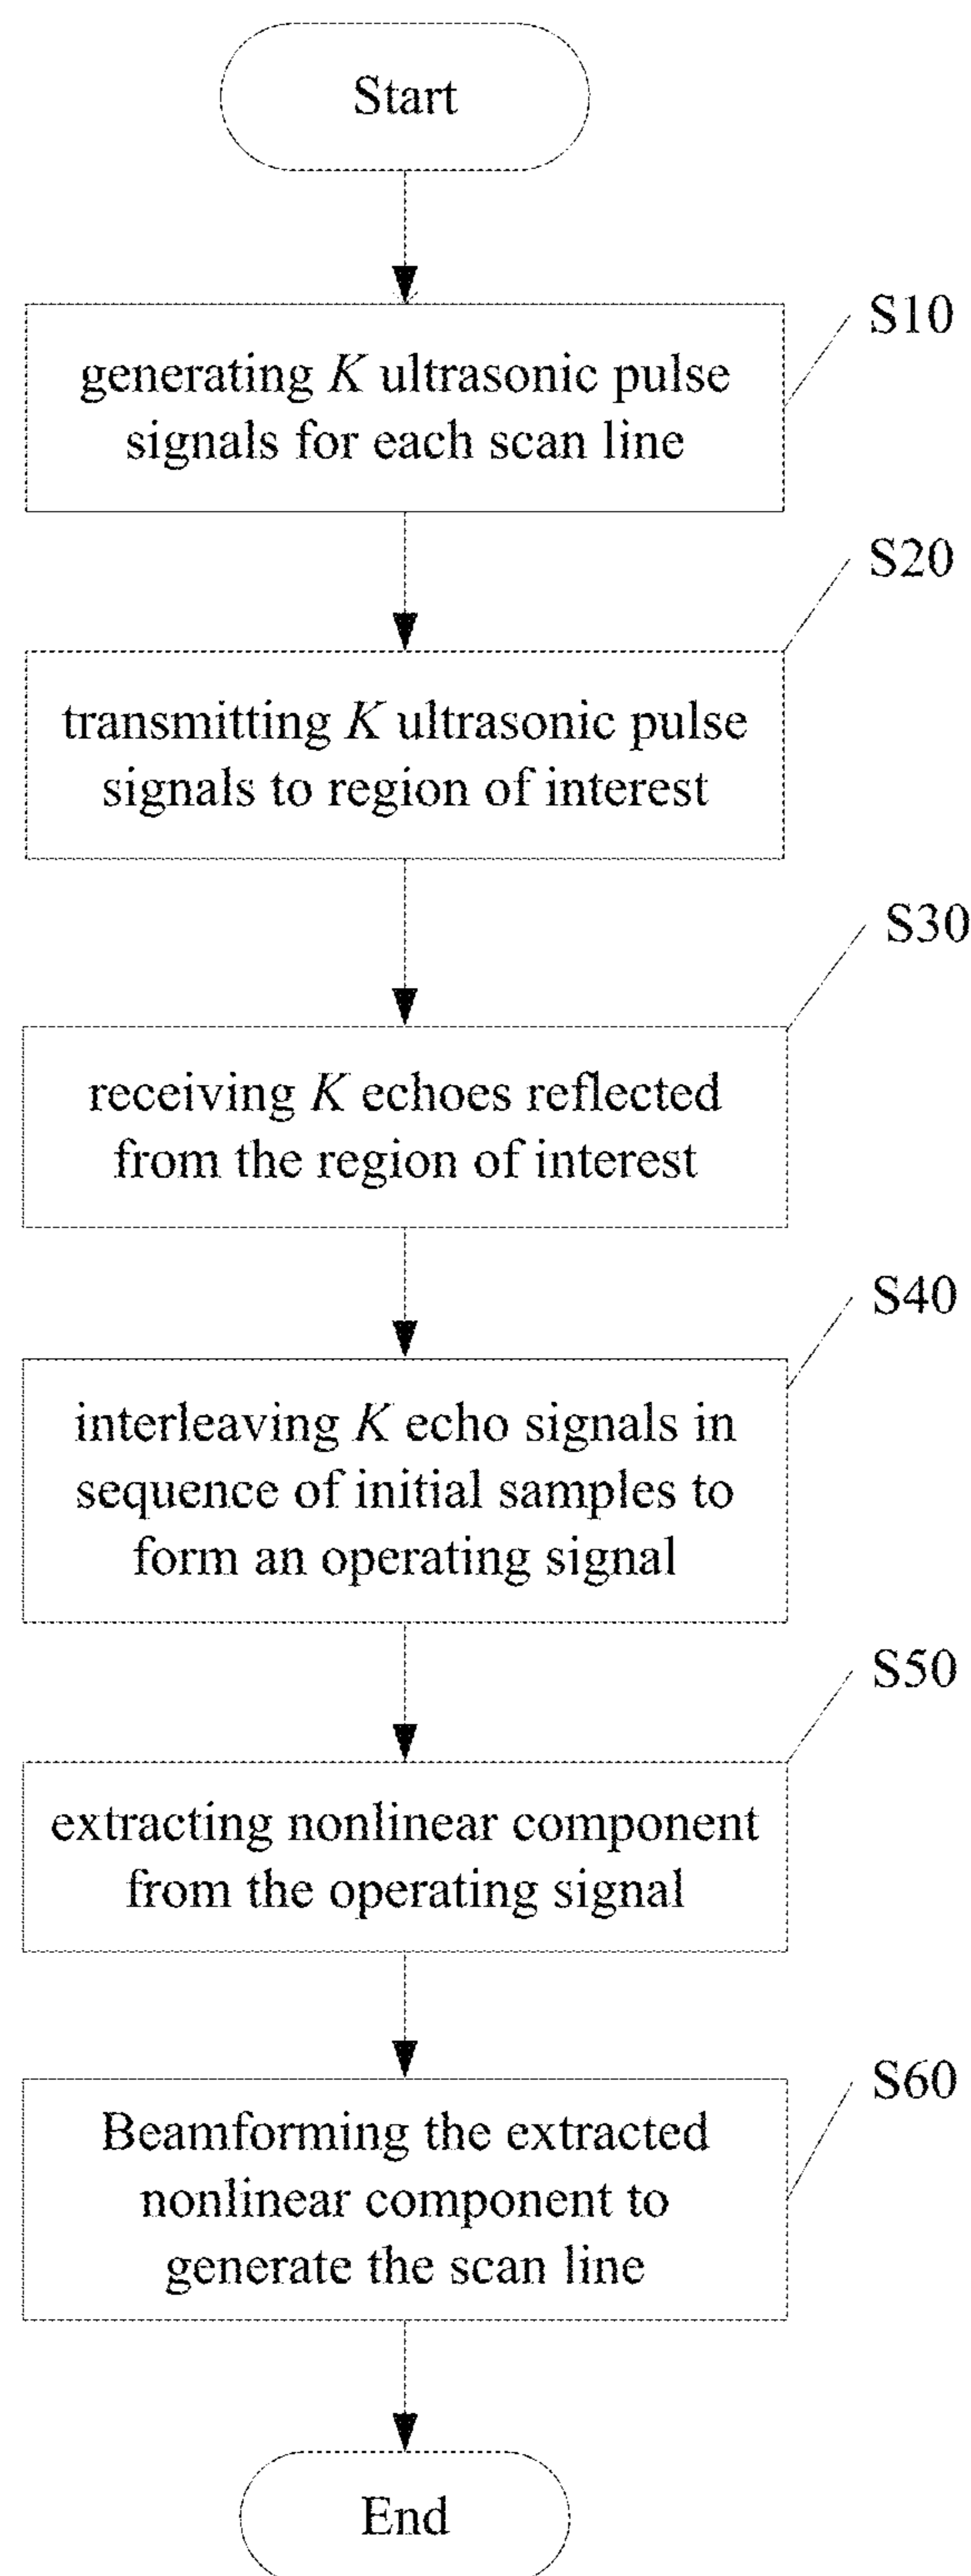 Start
S10
generating K ultrasonic pulse
signals for each scan line
S20
transmitting K ultrasonic pulse
signals to region of interest
S30
receiving K echoes reflected
from the region of interest
S40
interleaving K echo signals in
sequence of initial samples to
form an operating signal
S50
extracting nonlinear component
from the operating signal
S60
Beamforming the extracted
nonlinear component to
generate the scan line
End